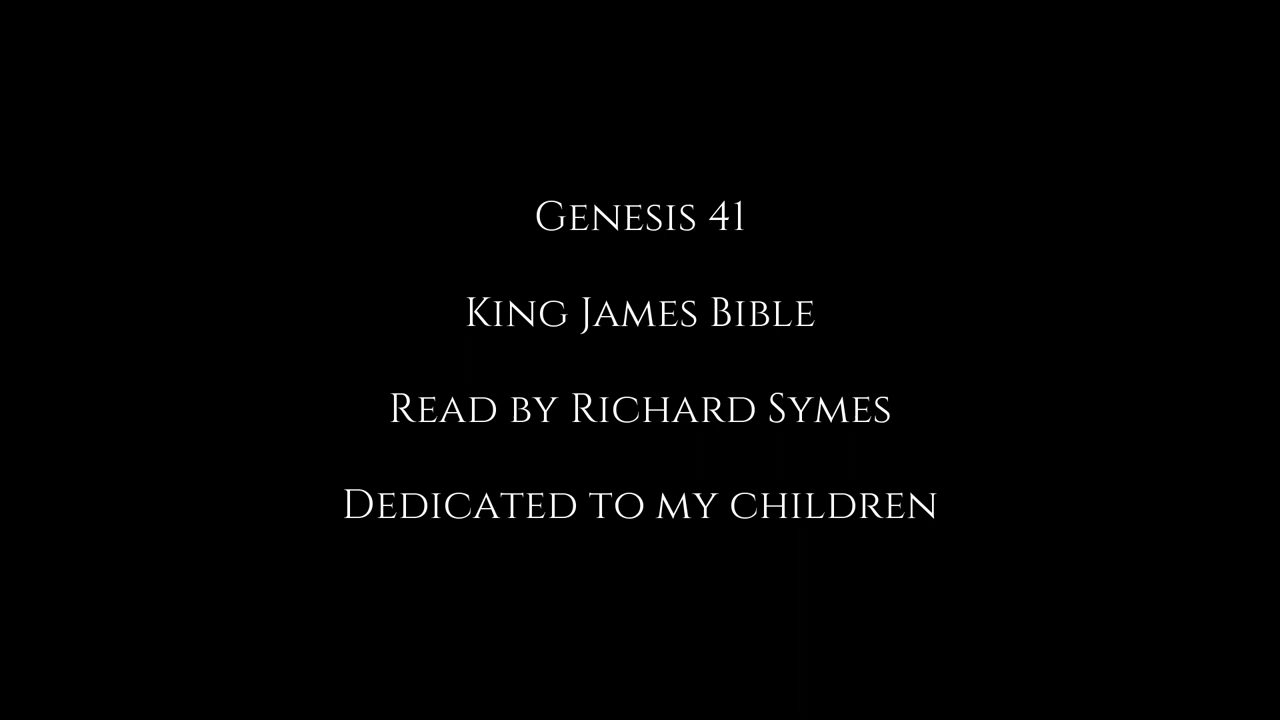 Genesis 41
King James Bible
Read by Richard Symes
Dedicated to my children